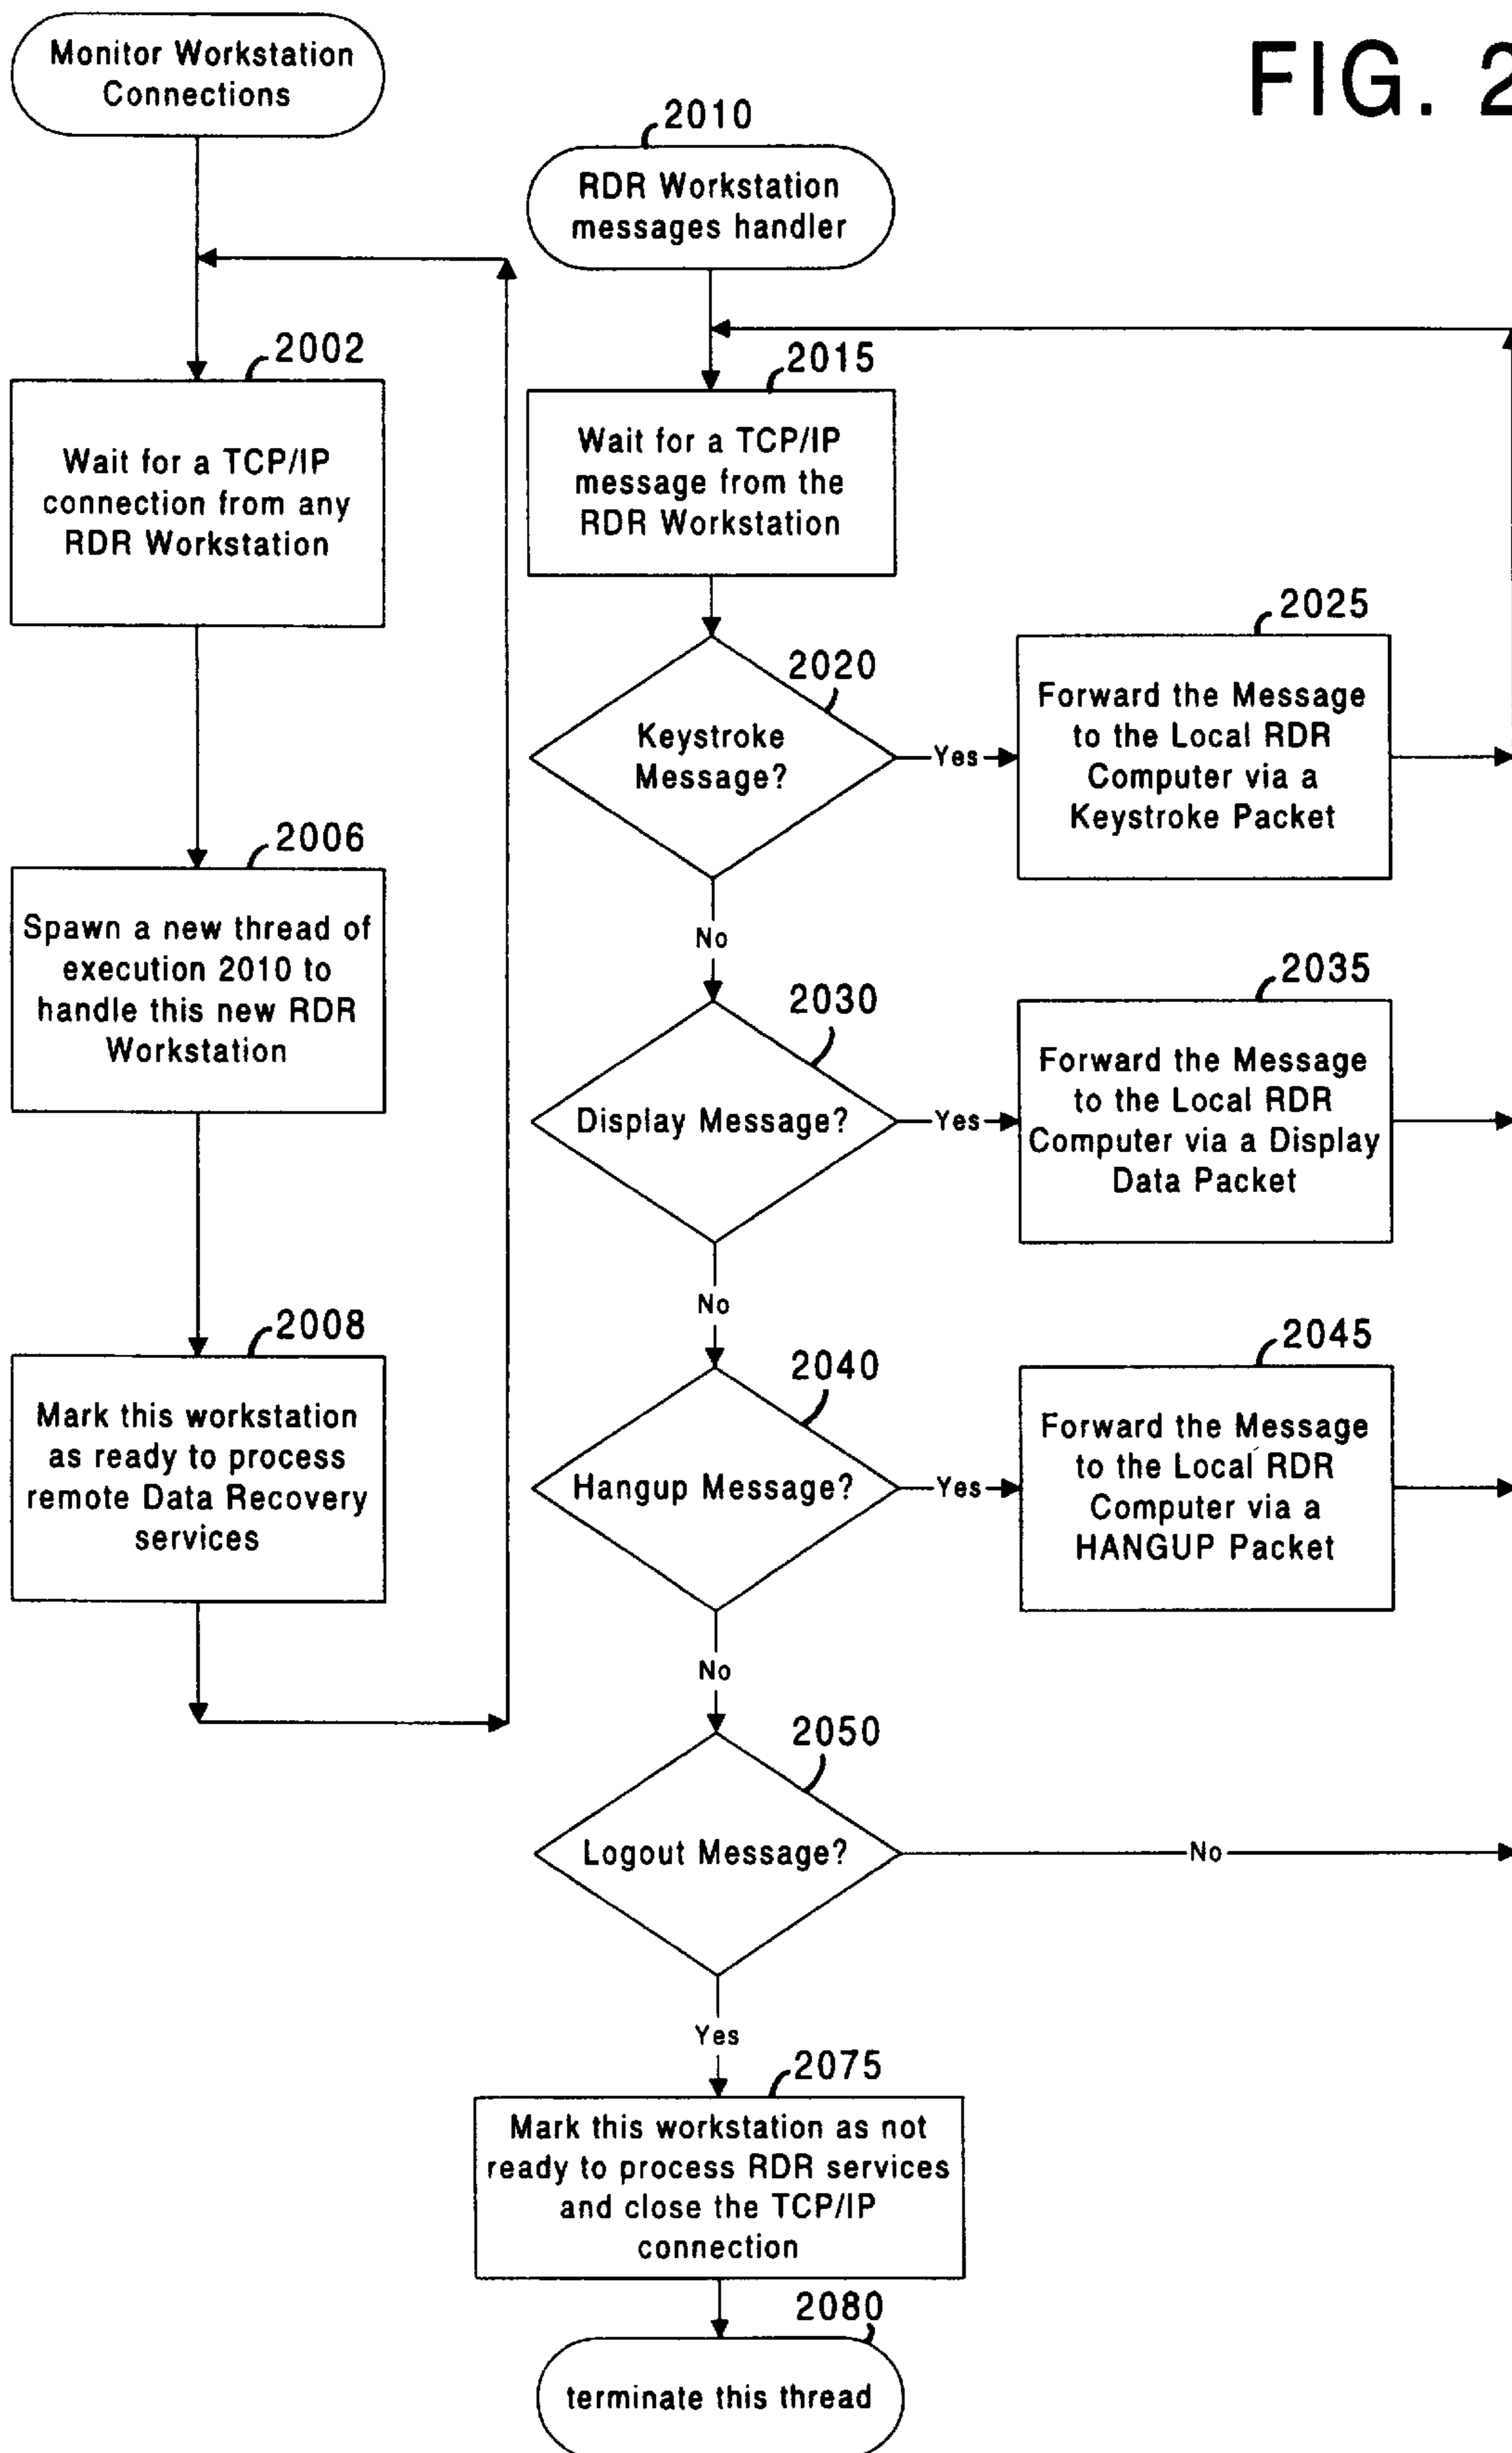 FIG. 2
Monitor Workstation
Connections
2002
Wait for a TCP/IP
connection from any
RDR Workstation
2006
Spawn a new thread of
execution 2010 to
handle this new RDR
Workstation
2008
Mark this workstation
as ready to process
remote Data Recovery
services
2010
RDR Workstation
messages handler
2015
Wait for a TCP/IP
message from the
RDR Workstation
2020
Keystroke
Message?
Yes
2025
Forward the Message
to the Local RDR
Computer via a
Keystroke Packet
No
2030
Display Message?
Yes
2035
Forward the Message
to the Local RDR
Computer via a Display
Data Packet
No
2040
Hangup Message?
Yes
2045
Forward the Message
to the Local RDR
Computer via a
HANGUP Packet
No
2050
Logout Message?
No
Yes
2075
Mark this workstation as not
ready to process RDR services
and close the TCP/IP
connection
2080
terminate this thread